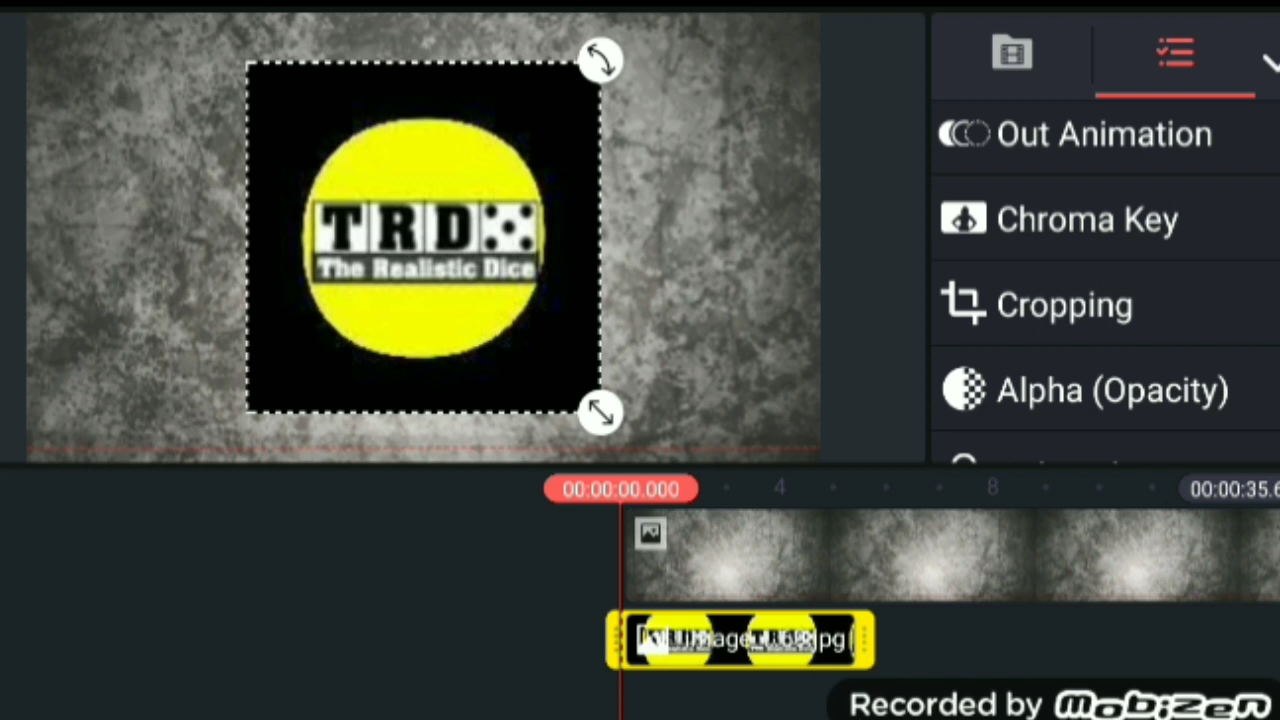 Out Animation
TRD
The Realistic Dice
Chroma Key
Cropping
Alpha (Opacity)
00:00:00.000
4
8
00:00:35.6
Recorded by mobizen